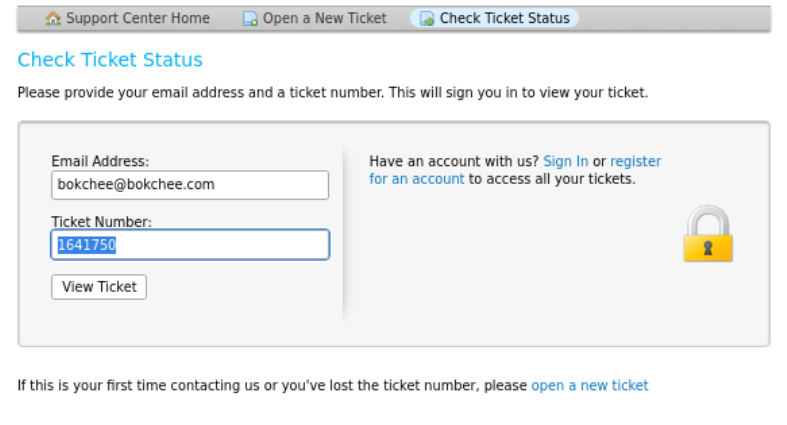 Support Center Home Open a New Ticket Check Ticket Status
Check Ticket Status
Please provide your email address and a ticket number. This will sign you in to view your ticket.
Email Address:
bokchee@bokchee.com
Ticket Number:
1641750
View Ticket
Have an account with us? Sign In or register
for an account to access all your tickets.
If this is your first time contacting us or you've lost the ticket number, please open a new ticket